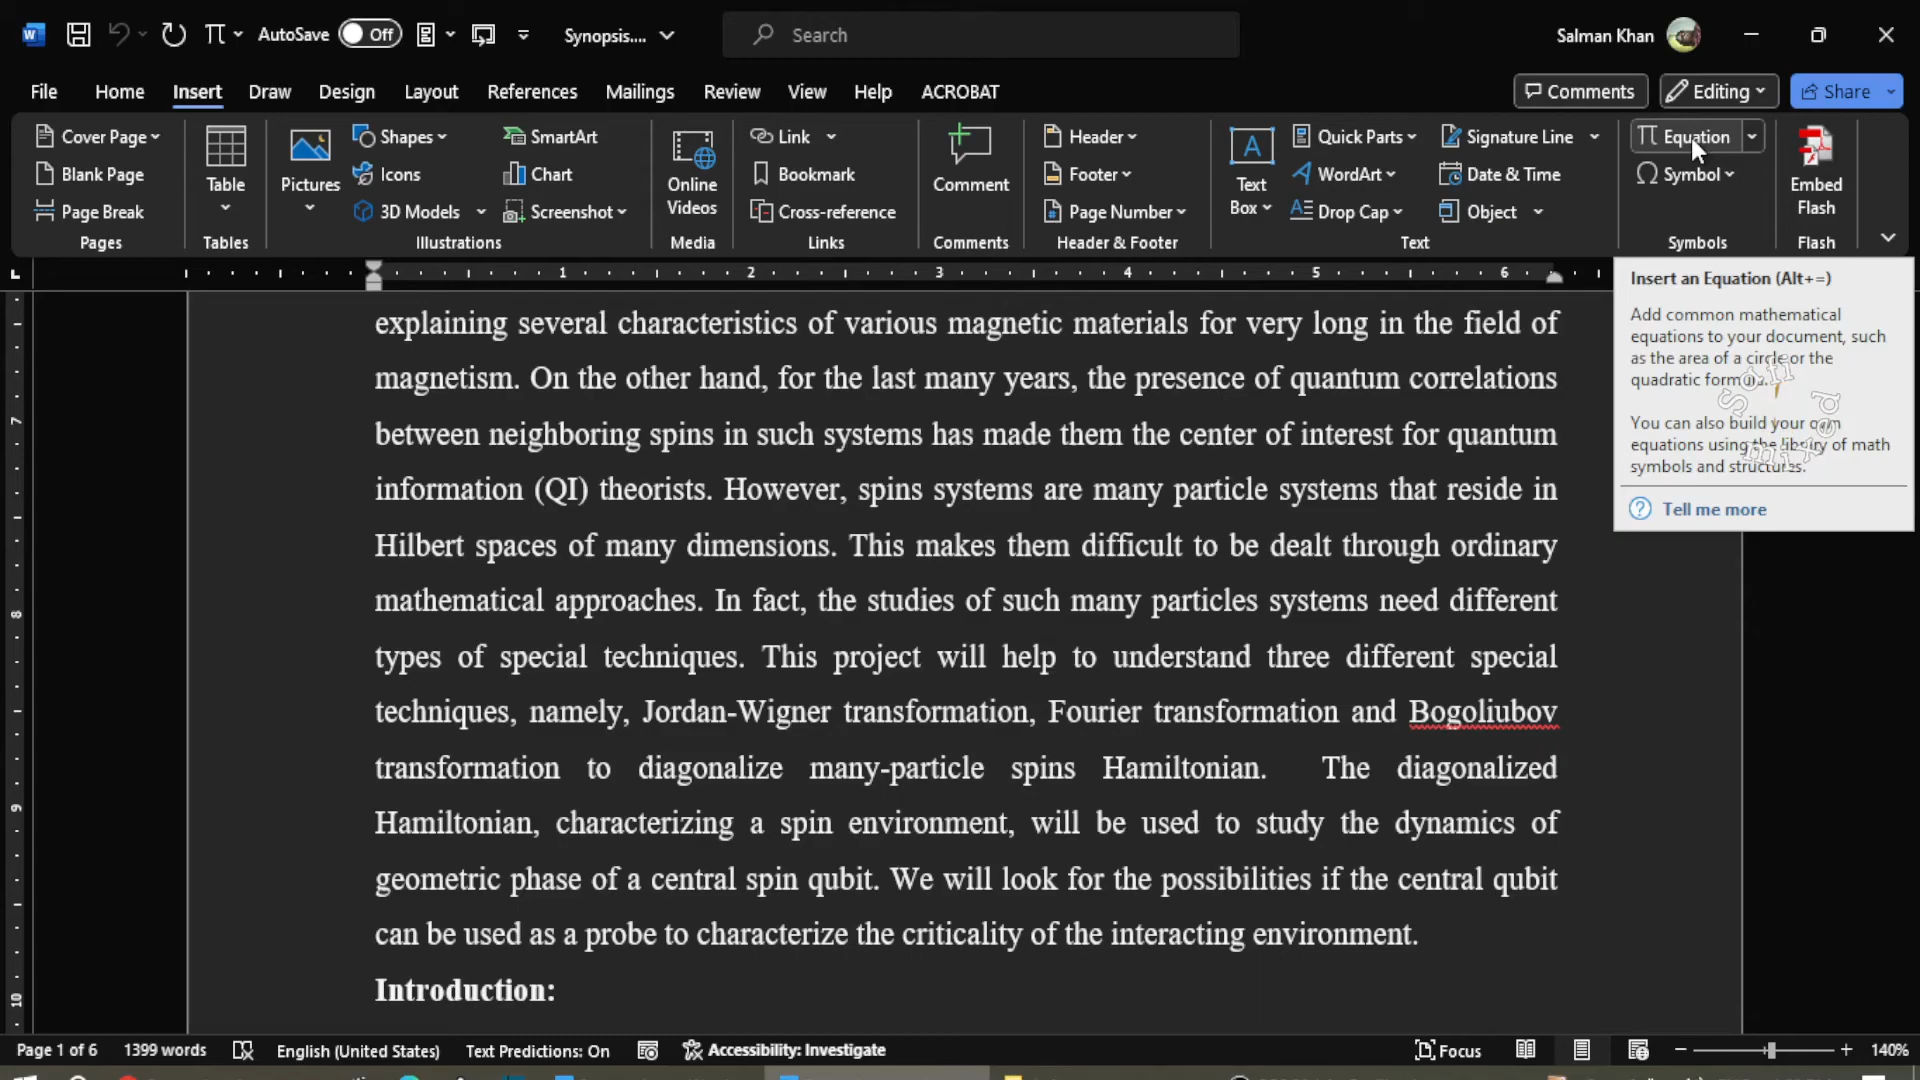 AutoSave Off Synopsis.... Search Salman Khan
File Home Insert Draw Design Layout References Mailings Review View Help ACROBAT Comments Editing Share
Cover Page
Blank Page
Page Break
Pages
Table
Tables
Pictures
Shapes
Icons
3D Models
SmartArt
Chart
Screenshot
Illustrations
Online
Videos
Media
Link
Bookmark
Cross-reference
Links
Comment
Comments
Header
Footer
Page Number
Header & Footer
Text
Box
Quick Parts
WordArt
Drop Cap
Signature Line
Date & Time
Object
Text
Equation
Symbol
Symbols
Embed
Flash
Flash
1 2 3 4 5 6
Insert an Equation (Alt+=)
Add common mathematical
equations to your document, such
as the area of a circle or the
quadratic formula.
You can also build your own
equations using the library of math
symbols and structures.
Tell me more
safi
mixed
explaining several characteristics of various magnetic materials for very long in the field of
magnetism. On the other hand, for the last many years, the presence of quantum correlations
between neighboring spins in such systems has made them the center of interest for quantum
information (QI) theorists. However, spins systems are many particle systems that reside in
Hilbert spaces of many dimensions. This makes them difficult to be dealt through ordinary
mathematical approaches. In fact, the studies of such many particles systems need different
types of special techniques. This project will help to understand three different special
techniques, namely, Jordan-Wigner transformation, Fourier transformation and Bogoliubov
transformation to diagonalize many-particle spins Hamiltonian. The diagonalized
Hamiltonian, characterizing a spin environment, will be used to study the dynamics of
geometric phase of a central spin qubit. We will look for the possibilities if the central qubit
can be used as a probe to characterize the criticality of the interacting environment.
Introduction:
7
8
9
10
Page 1 of 6 1399 words English (United States) Text Predictions: On Accessibility: Investigate Focus 140%